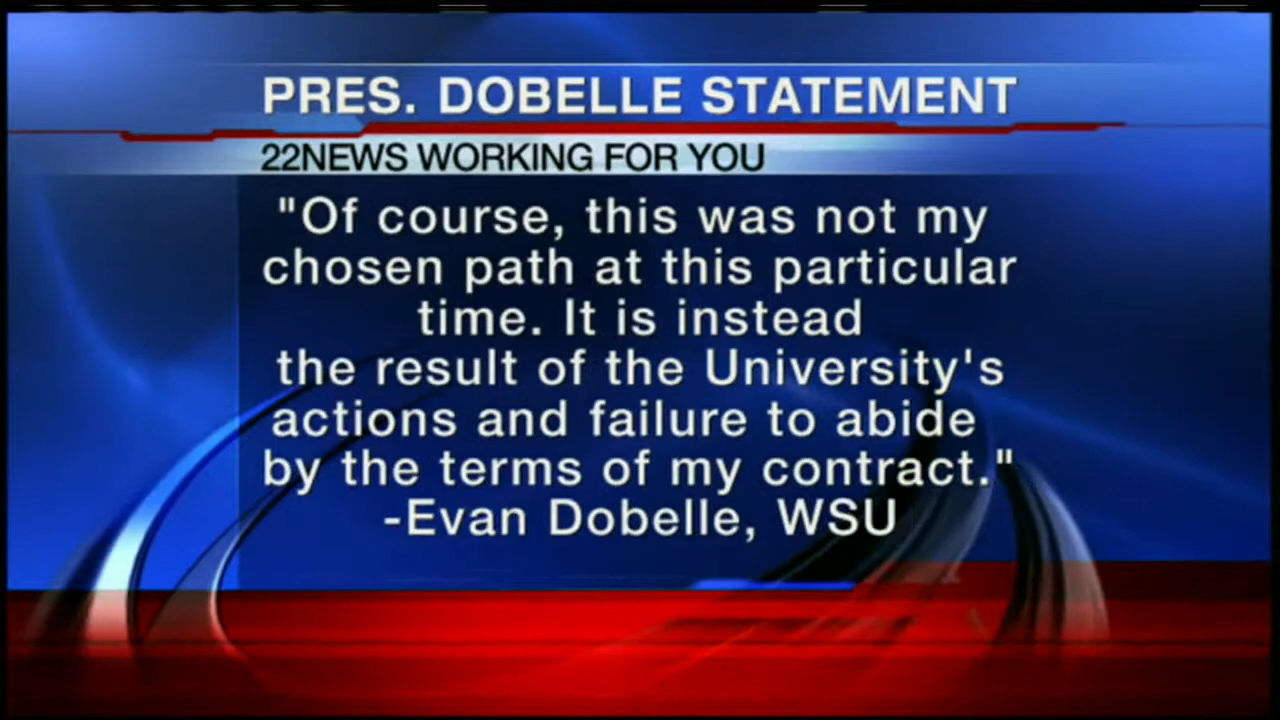 PRES. DOBELLE STATEMENT
22NEWS WORKING FOR YOU
"Of course, this was not my
chosen path at this particular
time. It is instead
the result of the University's
actions and failure to abide
by the terms of my contract."
-Evan Dobelle, WSU